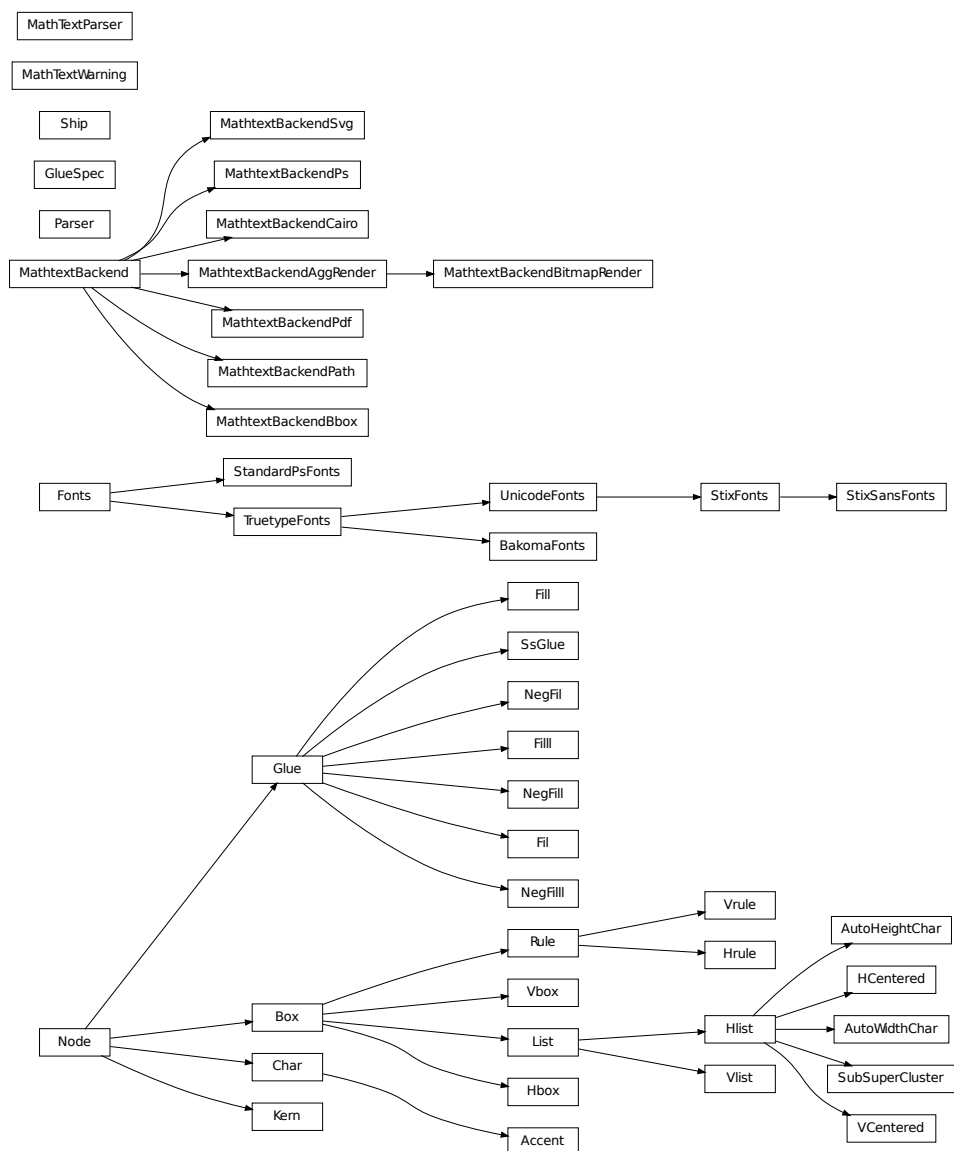 MathTextParser
MathTextWarning
Ship
MathtextBackendSvg
GlueSpec
MathtextBackendPs
Parser
MathtextBackendCairo
MathtextBackend
MathtextBackendAggRender
MathtextBackendBitmapRender
MathtextBackendPdf
MathtextBackendPath
MathtextBackendBbox
Fonts
StandardPsFonts
TruetypeFonts
UnicodeFonts
StixFonts
StixSansFonts
BakomaFonts
Fill
SsGlue
NegFil
Filll
Glue
NegFill
Fil
NegFilll
Vrule
AutoHeightChar
Rule
Hrule
HCentered
Vbox
Node
Box
List
Hlist
AutoWidthChar
Char
Hbox
Vlist
SubSuperCluster
Kern
Accent
VCentered